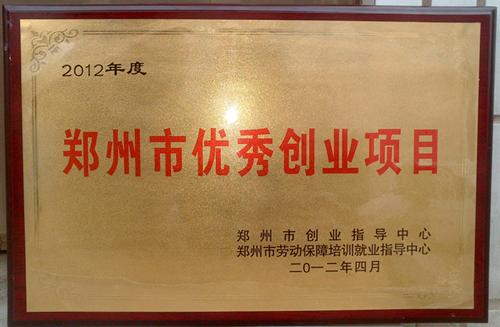 2012年度
郑州市优秀创业项目
郑州市创业指导中心
郑州市劳动保障培训就业指导中心
二〇一二年四月